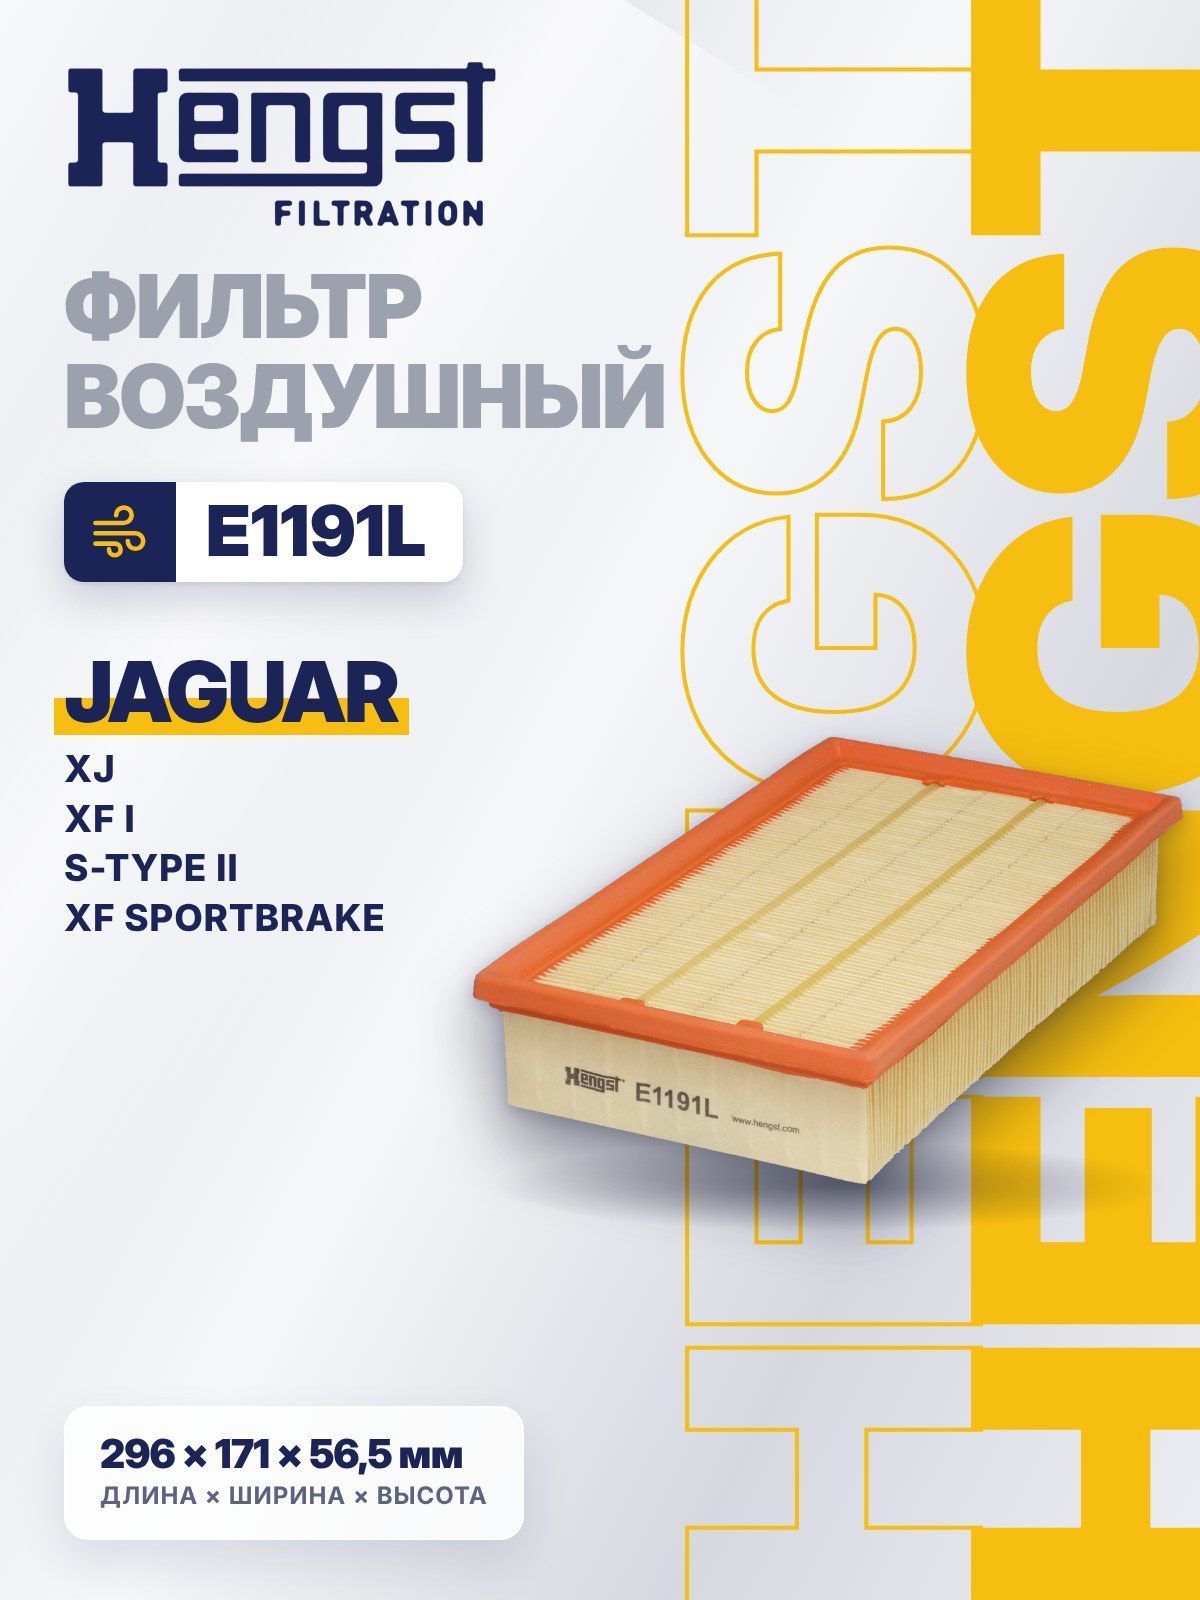 Hengst
FILTRATION
ФИЛЬТР
ВОЗДУШНЫЙ
E1191L
JAGUAR
XJ
XF I
S-TYPE II
XF SPORTBRAKE
Hengst E1191L www.hengst.com
296 × 171 × 56,5 мм
ДЛИНА × ШИРИНА × ВЫСОТА
HENGST
HENGST